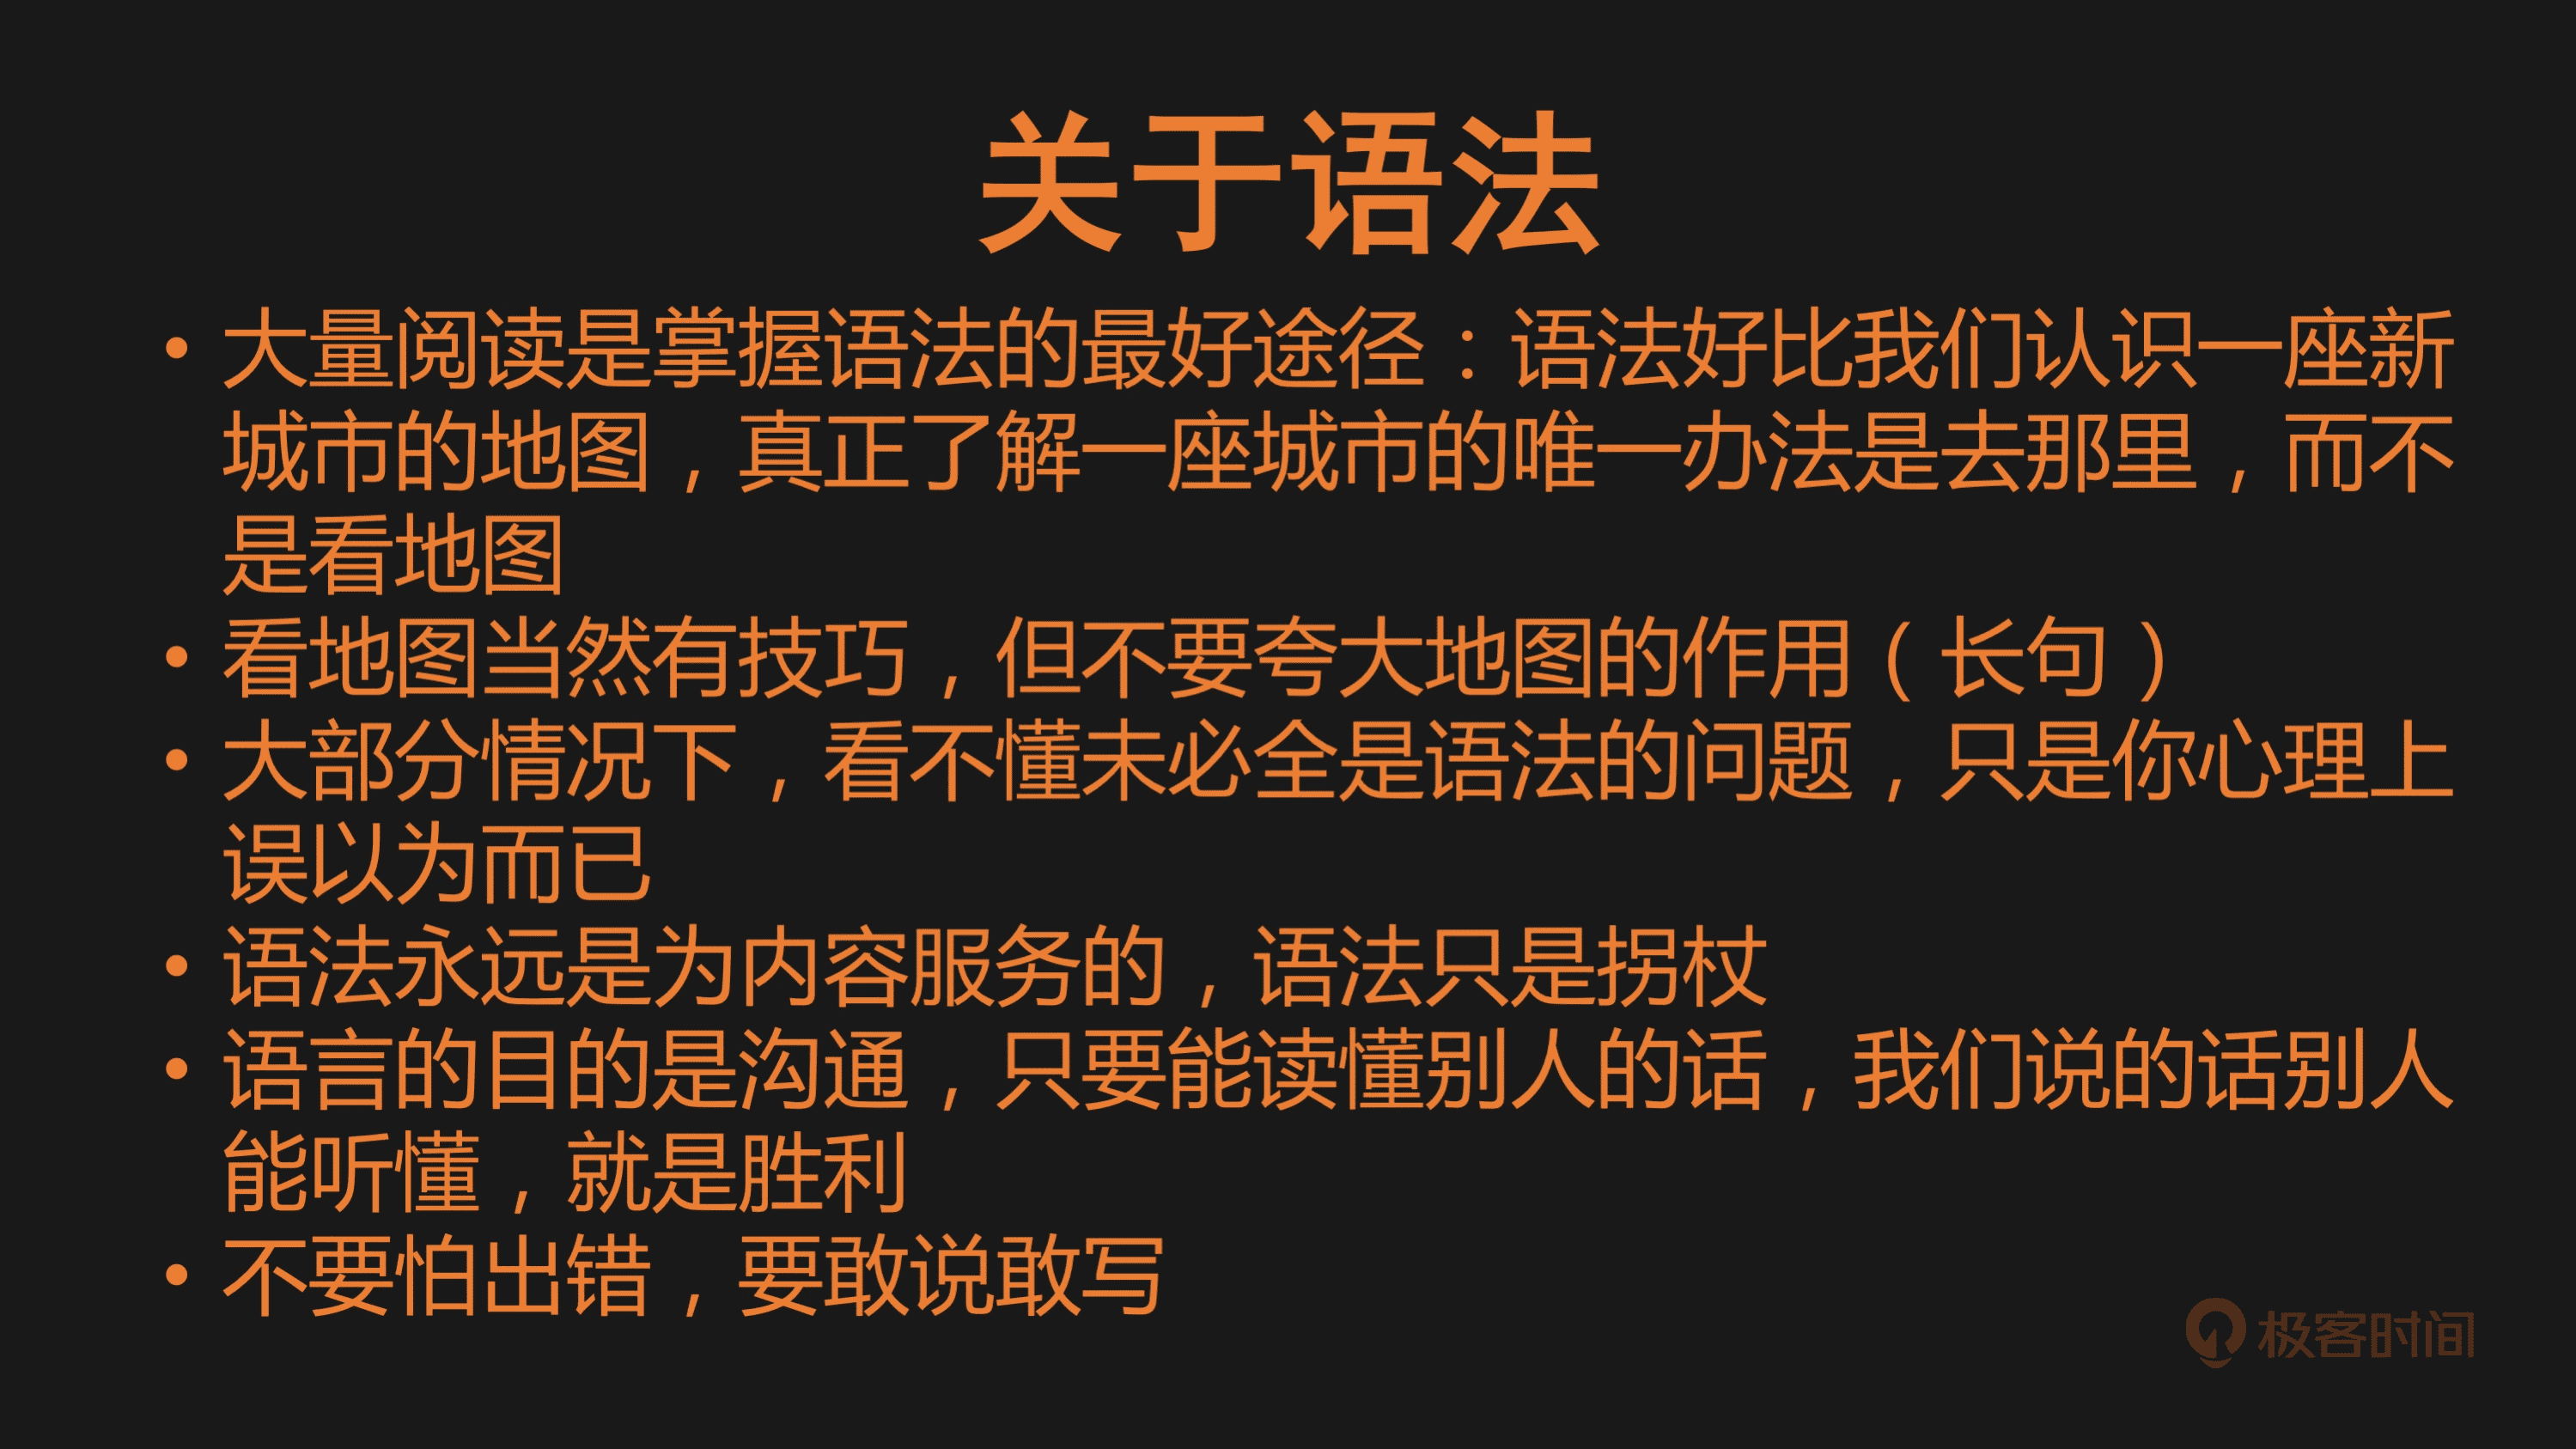 关于语法
• 大量阅读是掌握语法的最好途径：语法好比我们认识一座新
城市的地图，真正了解一座城市的唯一办法是去那里，而不
是看地图
• 看地图当然有技巧，但不要夸大地图的作用（长句）
• 大部分情况下，看不懂未必全是语法的问题，只是你心理上
误以为而已
• 语法永远是为内容服务的，语法只是拐杖
• 语言的目的是沟通，只要能读懂别人的话，我们说的话别人
能听懂，就是胜利
• 不要怕出错，要敢说敢写
极客时间